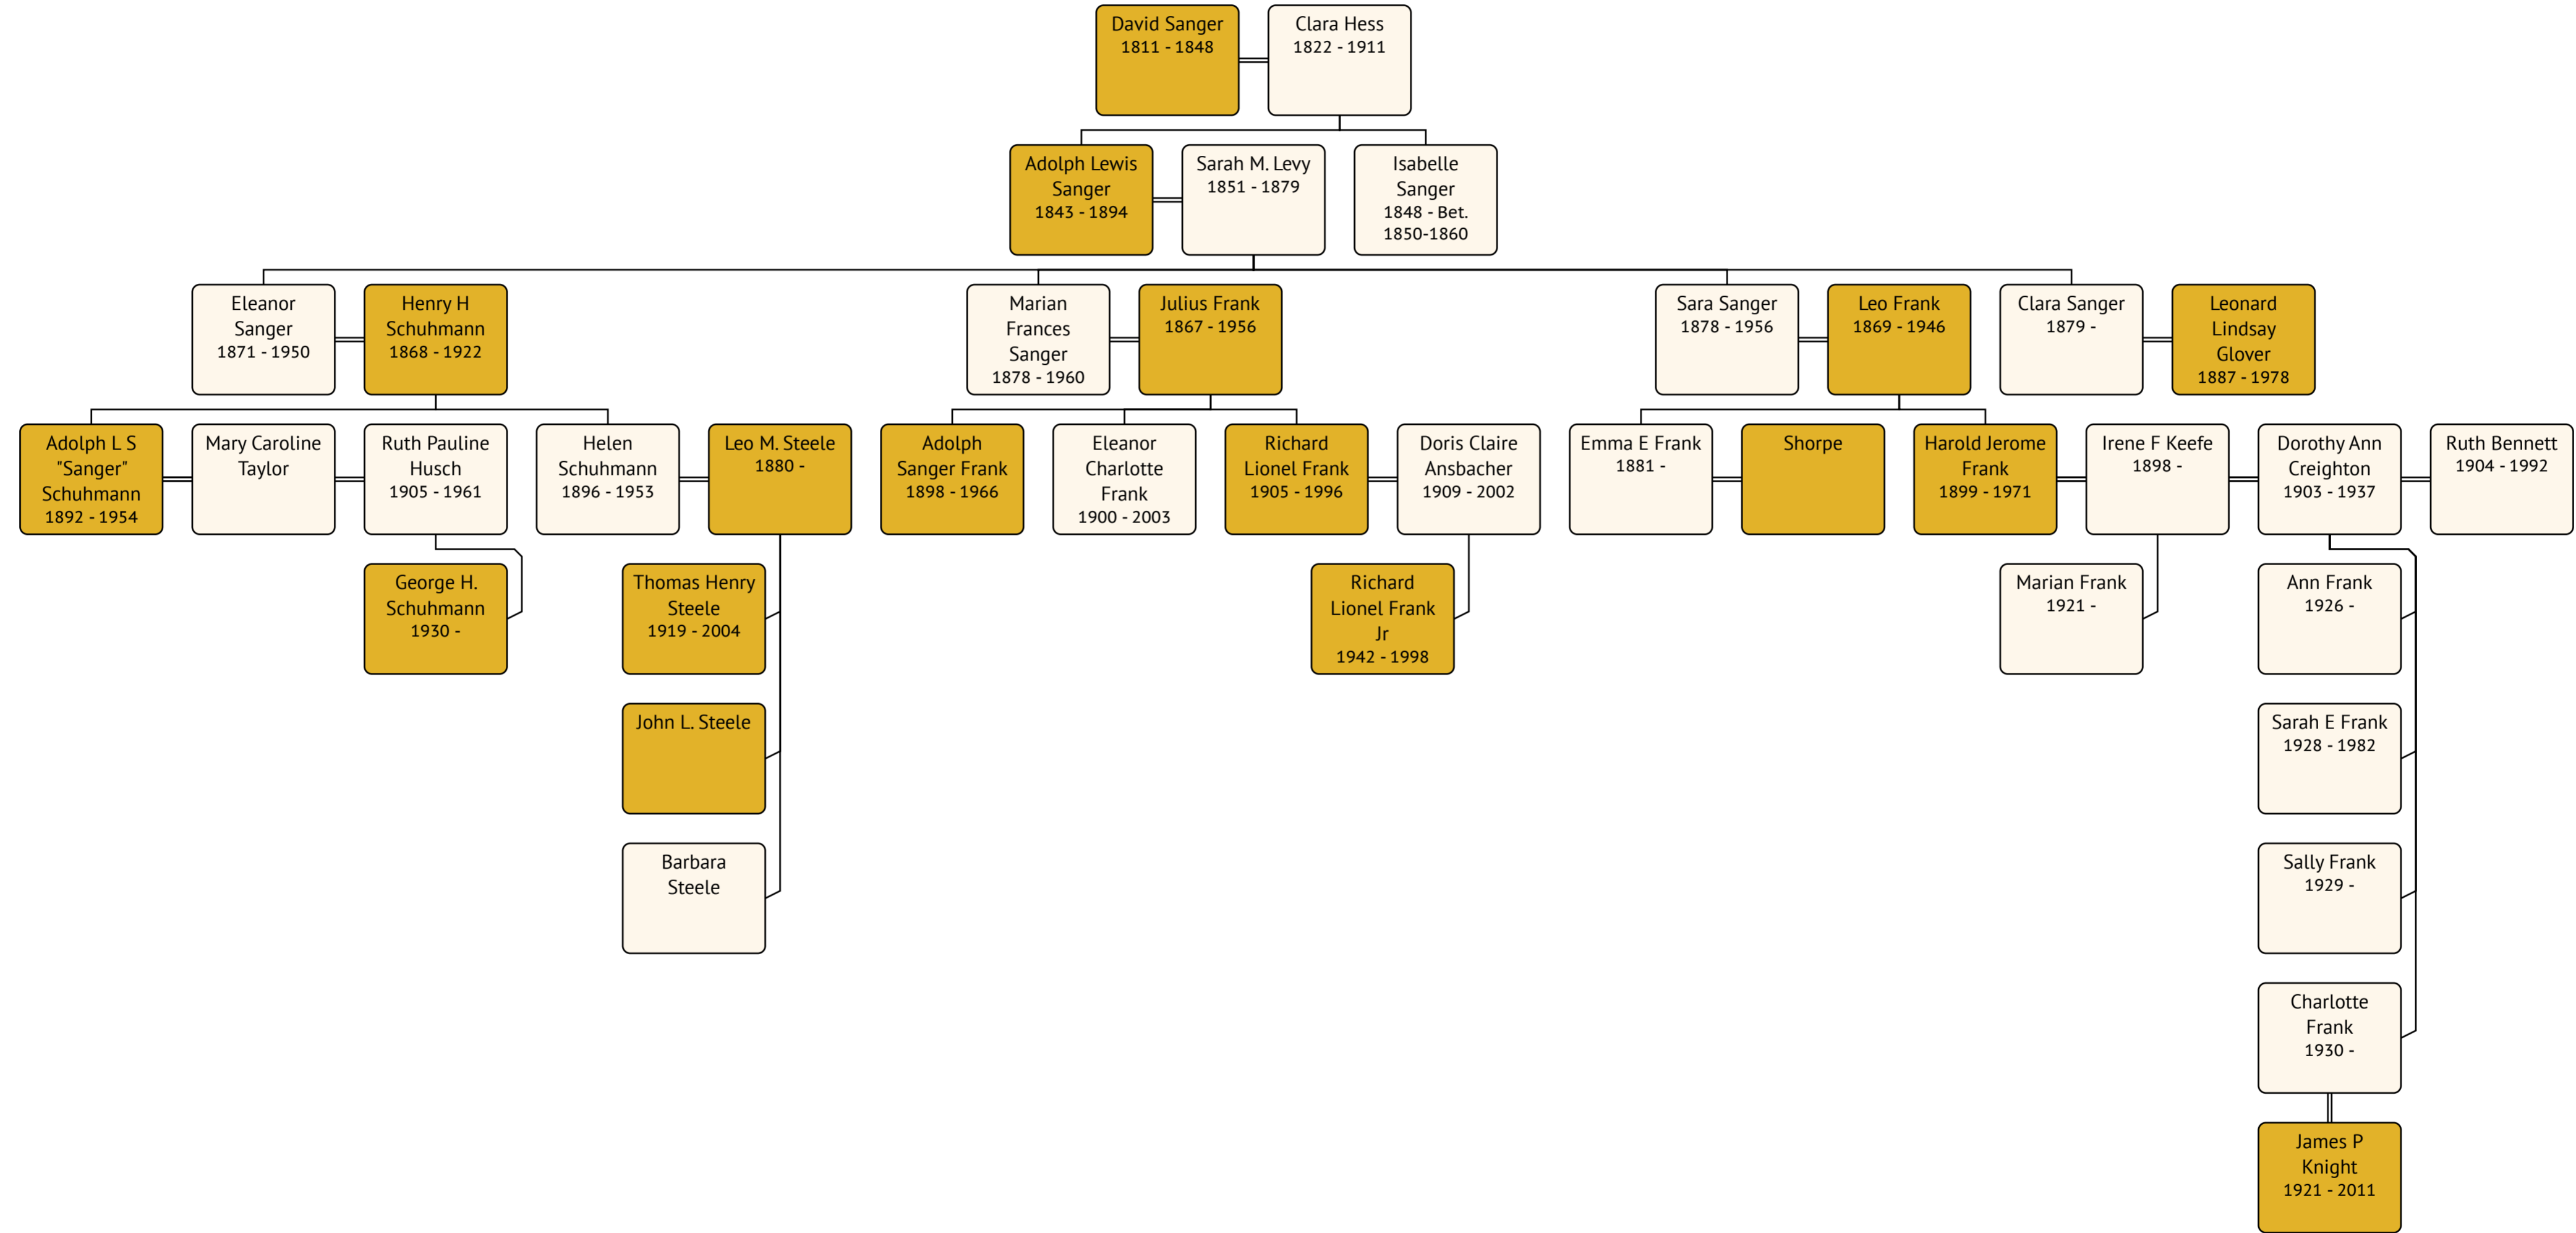 David Sanger
1811 - 1848
Clara Hess
1822 - 1911
Adolph Lewis
Sanger
1843 - 1894
Sarah M. Levy
1851 - 1879
Isabelle
Sanger
1848 - Bet.
1850-1860
Eleanor
Sanger
1871 - 1950
Henry H
Schuhmann
1868 - 1922
Marian
Frances
Sanger
1878 - 1960
Julius Frank
1867 - 1956
Sara Sanger
1878 - 1956
Leo Frank
1869 - 1946
Clara Sanger
1879 -
Leonard
Lindsay
Glover
1887 - 1978
Adolph L S
"Sanger"
Schuhmann
1892 - 1954
Mary Caroline
Taylor
Ruth Pauline
Husch
1905 - 1961
Helen
Schuhmann
1896 - 1953
Leo M. Steele
1880 -
Adolph
Sanger Frank
1898 - 1966
Eleanor
Charlotte
Frank
1900 - 2003
Richard
Lionel Frank
1905 - 1996
Doris Claire
Ansbacher
1909 - 2002
Emma E Frank
1881 -
Shorpe
Harold Jerome
Frank
1899 - 1971
Irene F Keefe
1898 -
Dorothy Ann
Creighton
1903 - 1937
Ruth Bennett
1904 - 1992
George H.
Schuhmann
1930 -
Thomas Henry
Steele
1919 - 2004
Richard
Lionel Frank
Jr
1942 - 1998
Marian Frank
1921 -
Ann Frank
1926 -
John L. Steele
Sarah E Frank
1928 - 1982
Barbara
Steele
Sally Frank
1929 -
Charlotte
Frank
1930 -
James P
Knight
1921 - 2011